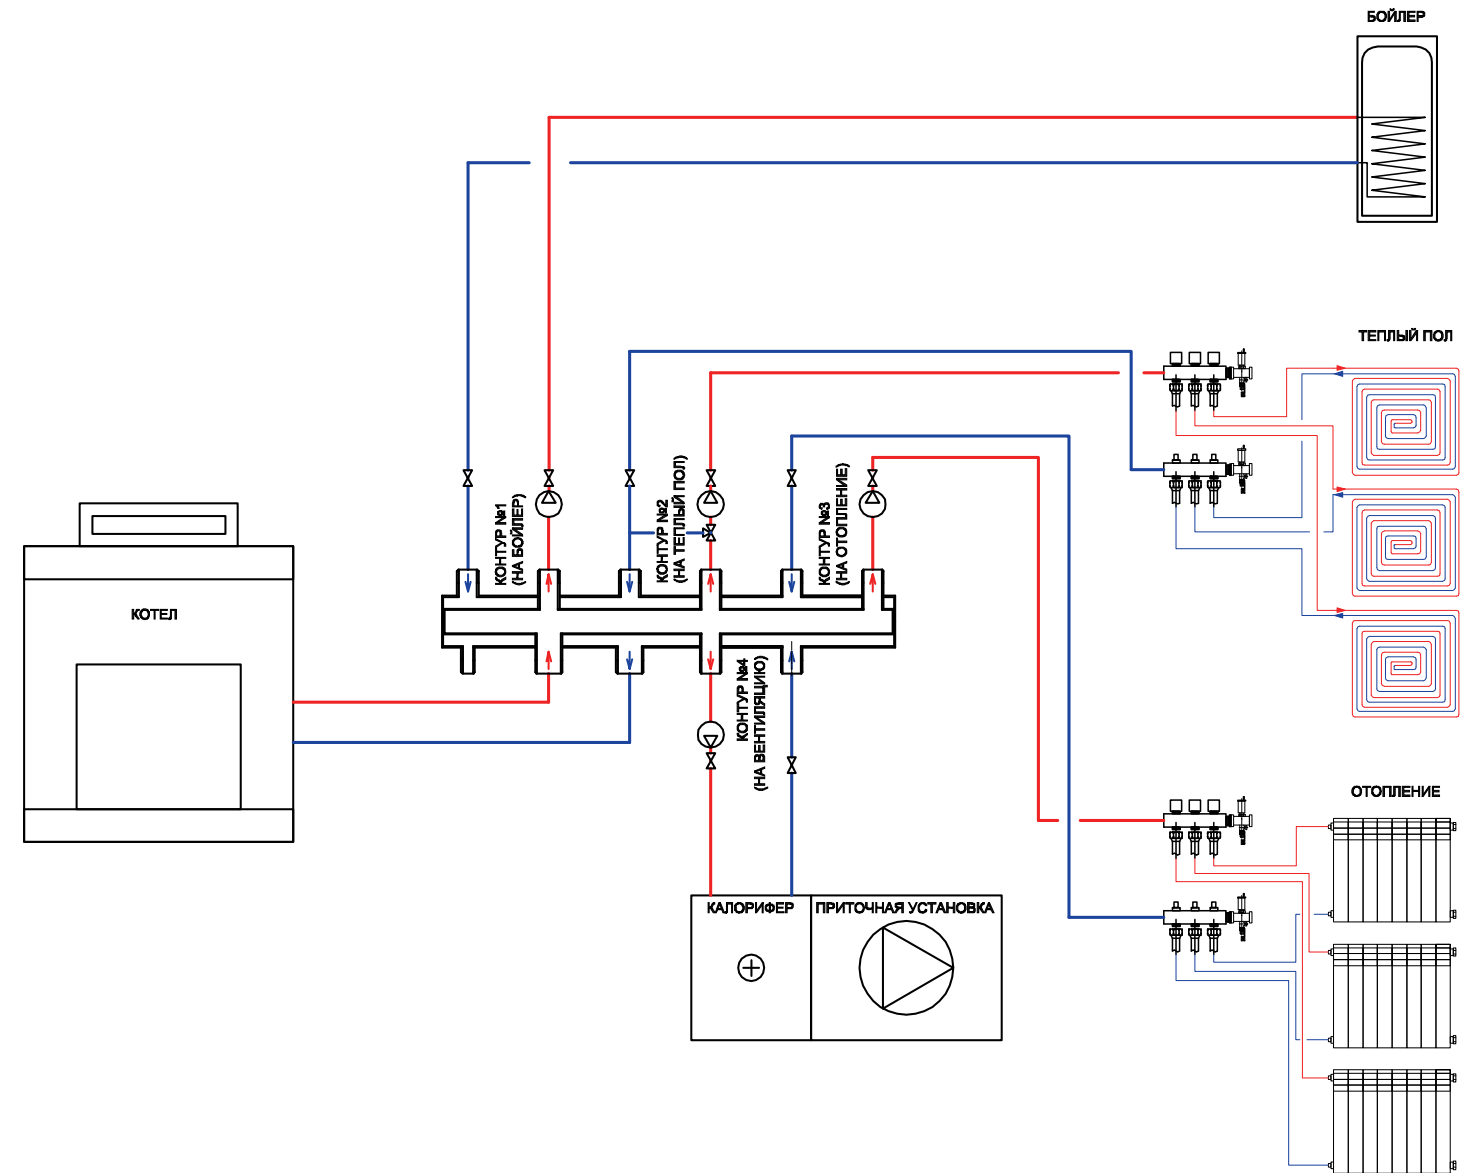 БОЙЛЕР
ТЕПЛЫЙ ПОЛ
КОНТУР №1
(НА БОЙЛЕР)
КОНТУР №2
(НА ТЕПЛЫЙ ПОЛ)
КОНТУР №3
(НА ОТОПЛЕНИЕ)
КОТЕЛ
КОНТУР №4
(НА ВЕНТИЛЯЦИЮ)
ОТОПЛЕНИЕ
КАЛОРИФЕР
ПРИТОЧНАЯ УСТАНОВКА